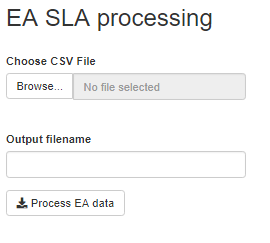 EA SLA processing
Choose CSV File
Browse... No file selected
Output filename
Process EA data